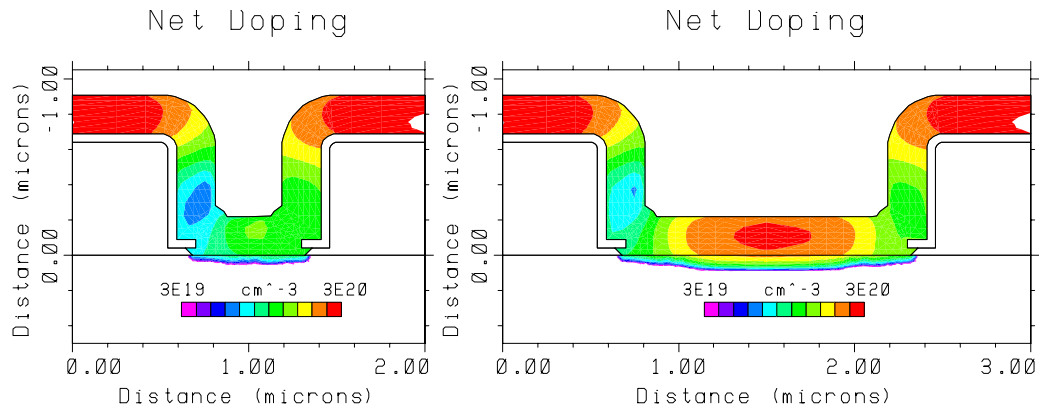 Net Doping
-1.00
0.00
Distance (microns)
3E19 cm^-3 3E20
0.00 1.00 2.00
Distance (microns)
Net Doping
-1.00
0.00
Distance (microns)
3E19 cm^-3 3E20
0.00 1.00 2.00 3.00
Distance (microns)